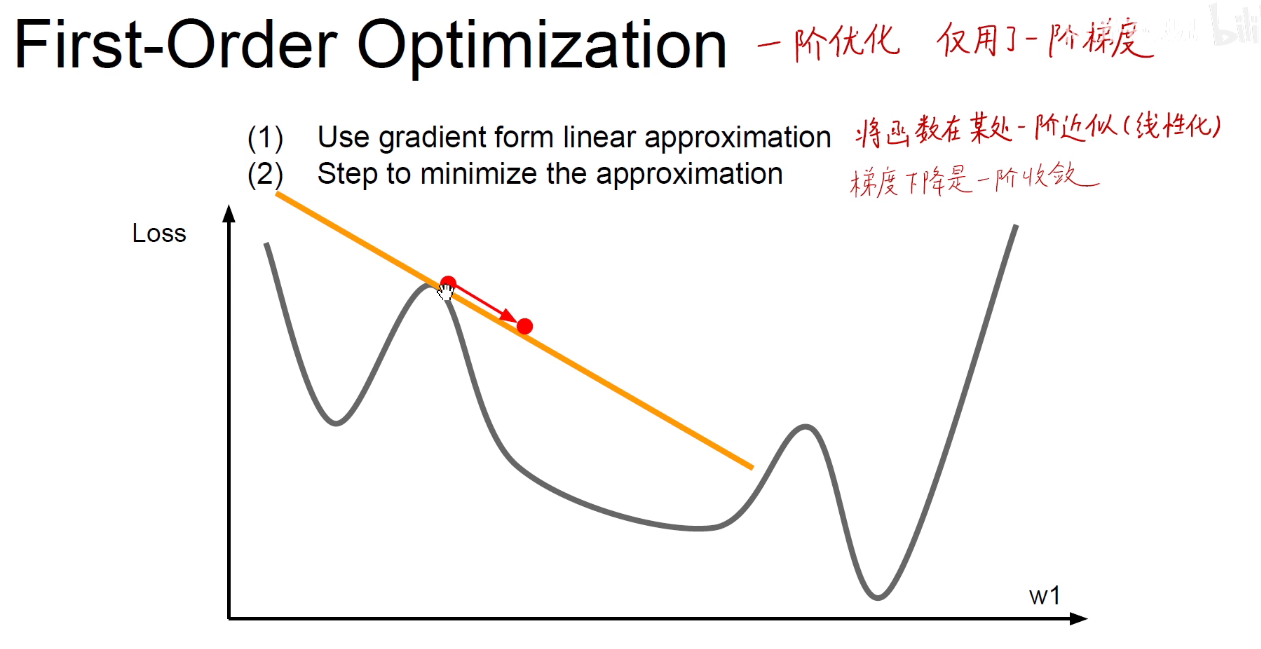 First-Order Optimization 一阶优化 仅用了一阶梯度
(1) Use gradient form linear approximation 将函数在某处一阶近似(线性化)
(2) Step to minimize the approximation 梯度下降是一阶收敛
Loss
w1